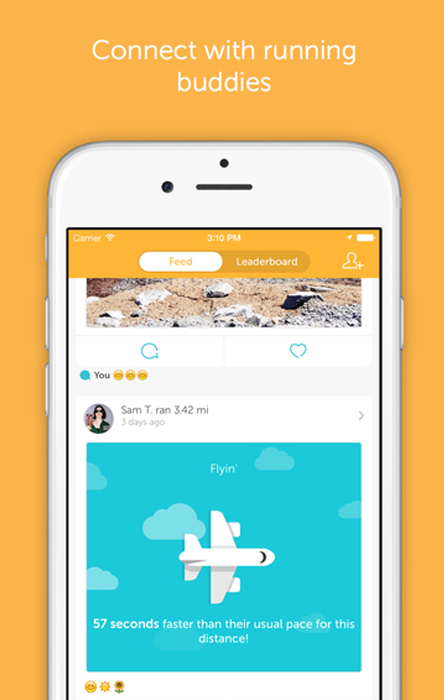 Connect with running
buddies
Carrier 3:10 PM
Feed Leaderboard
You 😊😊😊
Sam T. ran 3.42 mi
3 days ago
Flyin'
57 seconds faster than their usual pace for this
distance!
😊☀️🌻